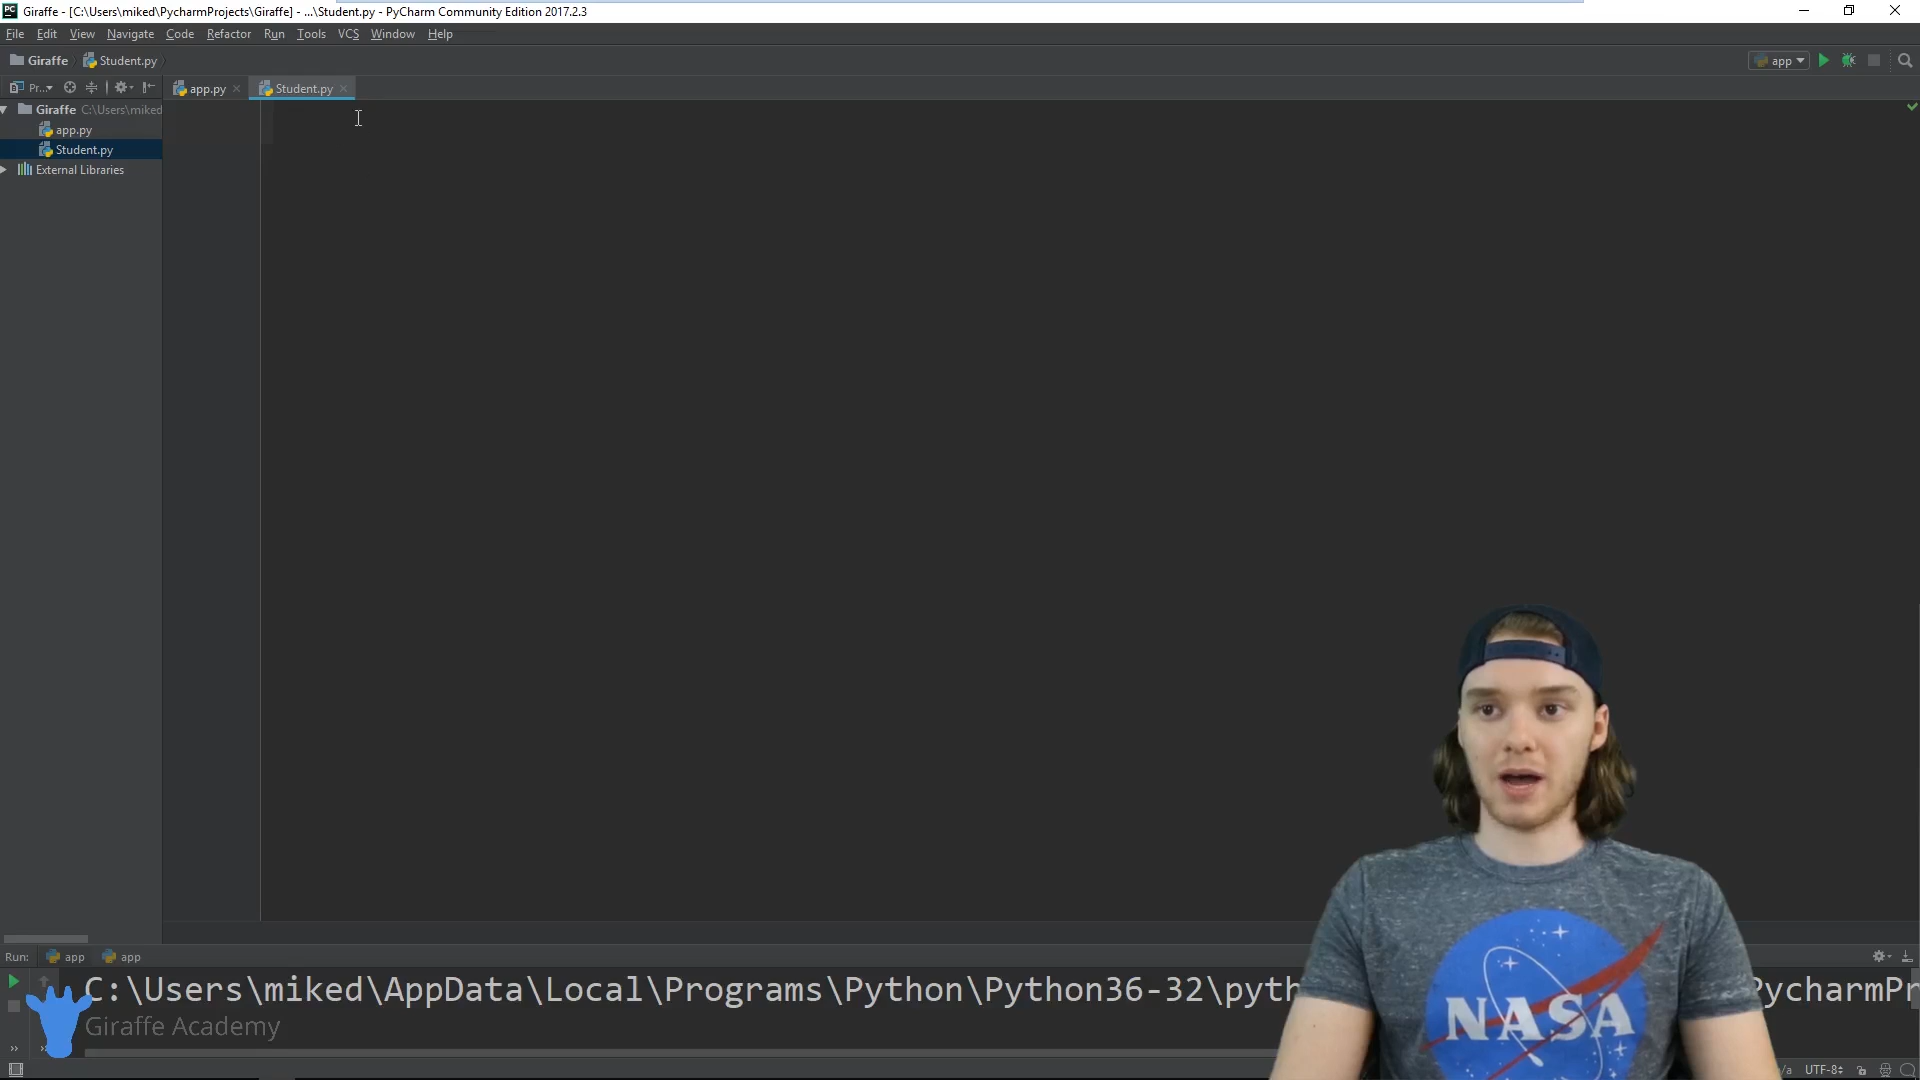 Giraffe - [C:\Users\miked\PycharmProjects\Giraffe] - ...\Student.py - PyCharm Community Edition 2017.2.3
File Edit View Navigate Code Refactor Run Tools VCS Window Help
Giraffe Student.py app
Pr... app.py Student.py
Giraffe C:\Users\miked
app.py
Student.py
External Libraries
Run: app app
C:\Users\miked\AppData\Local\Programs\Python\Python36-32\pyth PycharmPr
Giraffe Academy
NASA
/a UTF-8